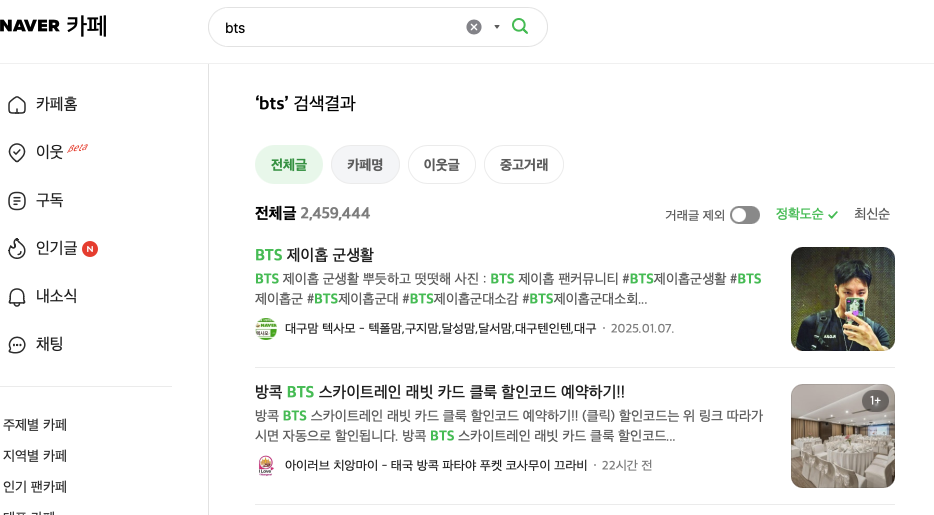 NAVER 카페
bts
카페홈
이웃 Beta
구독
인기글 N
내소식
채팅
주제별 카페
지역별 카페
인기 팬카페
‘bts’ 검색결과
전체글 카페명 이웃글 중고거래
전체글 2,459,444
거래글 제외 정확도순 최신순
BTS 제이홉 군생활
BTS 제이홉 군생활 뿌듯하고 떳떳해 사진 : BTS 제이홉 팬커뮤니티 #BTS제이홉군생활 #BTS
제이홉군 #BTS제이홉군대 #BTS제이홉군대소감 #BTS제이홉군대소회...
대구맘 텍사모 - 텍폴맘,구지맘,달성맘,달서맘,대구텐인텐,대구 · 2025.01.07.
방콕 BTS 스카이트레인 래빗 카드 클룩 할인코드 예약하기!!
방콕 BTS 스카이트레인 래빗 카드 클룩 할인코드 예약하기!! (클릭) 할인코드는 위 링크 따라가
시면 자동으로 할인됩니다. 방콕 BTS 스카이트레인 래빗 카드 클룩 할인코드...
1+
아이러브 치앙마이 - 태국 방콕 파타야 푸켓 코사무이 끄라비 · 22시간 전